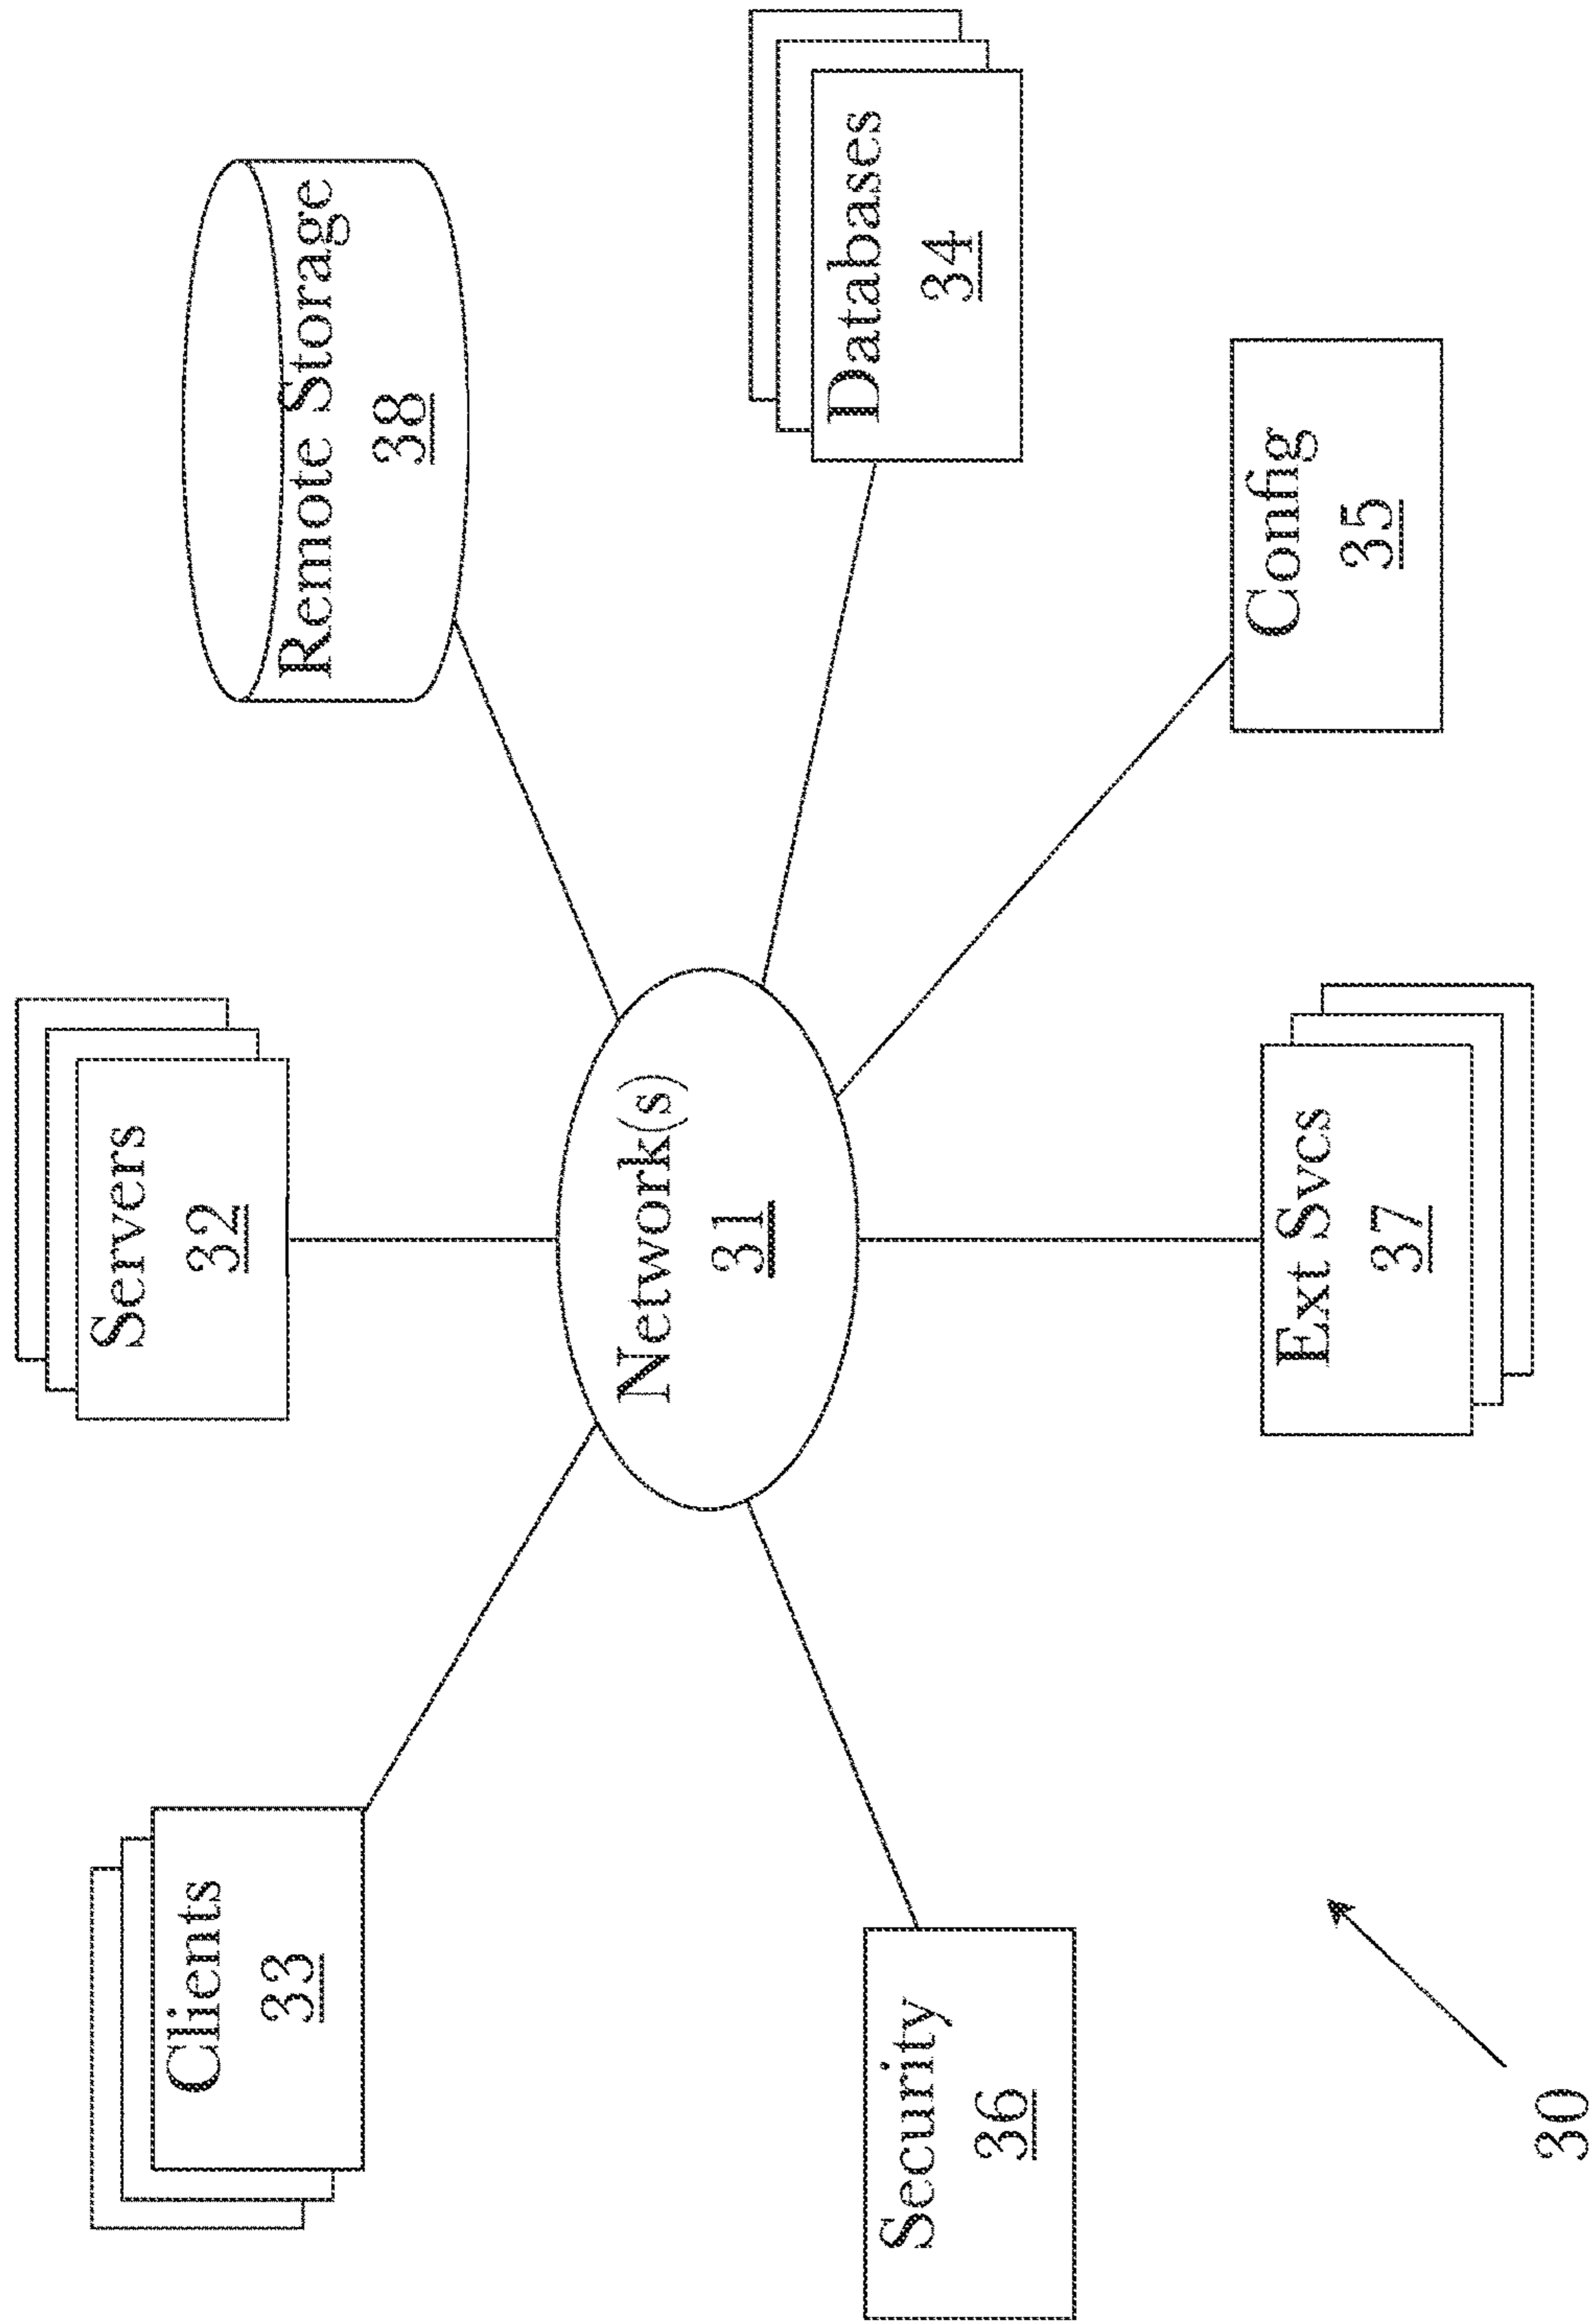 Servers
32
Clients
33
Remote Storage
38
Network(s)
31
Databases
34
Security
36
Ext Svcs
37
Config
35
30